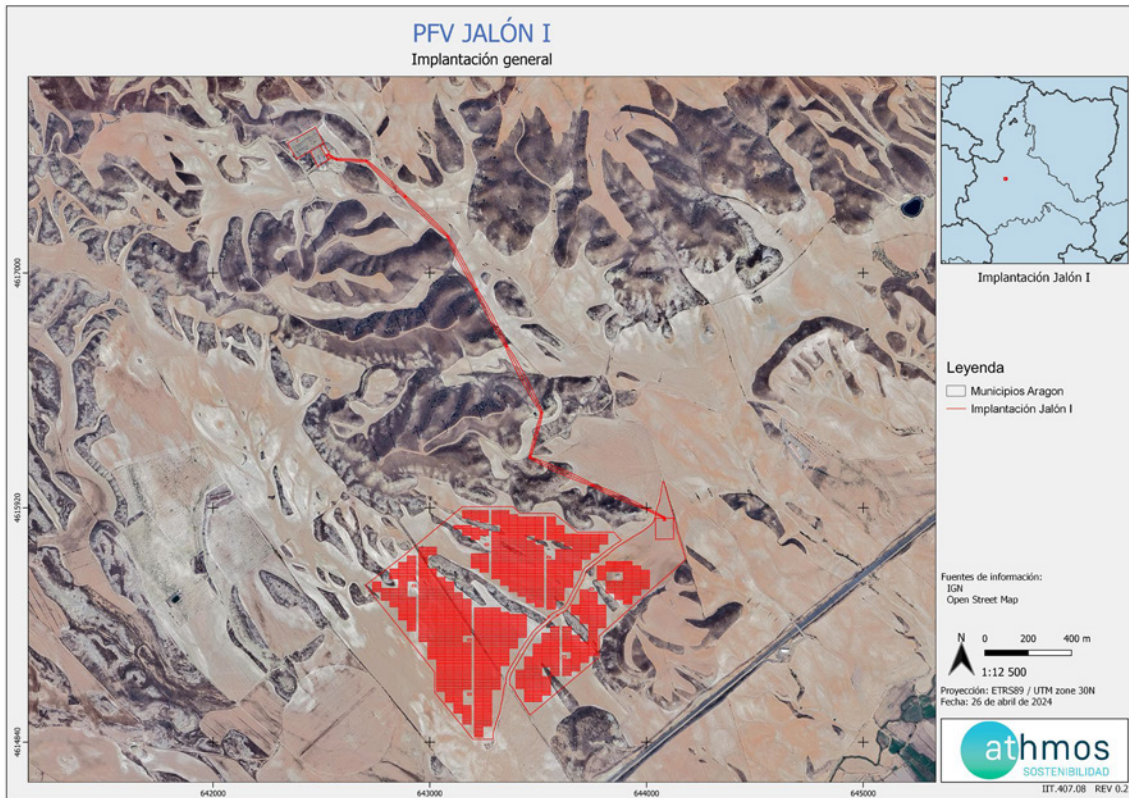 PFV JALÓN I
Implantación general
Implantación Jalón I
Leyenda
Municipios Aragon
Implantación Jalón I
4617000
4615920
4614840
Fuentes de información:
IGN
Open Street Map
N
0 200 400 m
1:12 500
Proyección: ETRS89 / UTM zone 30N
Fecha: 26 de abril de 2024
athmos
SOSTENIBILIDAD
642000 643000 644000 645000
IIT.407.08 REV 0.2